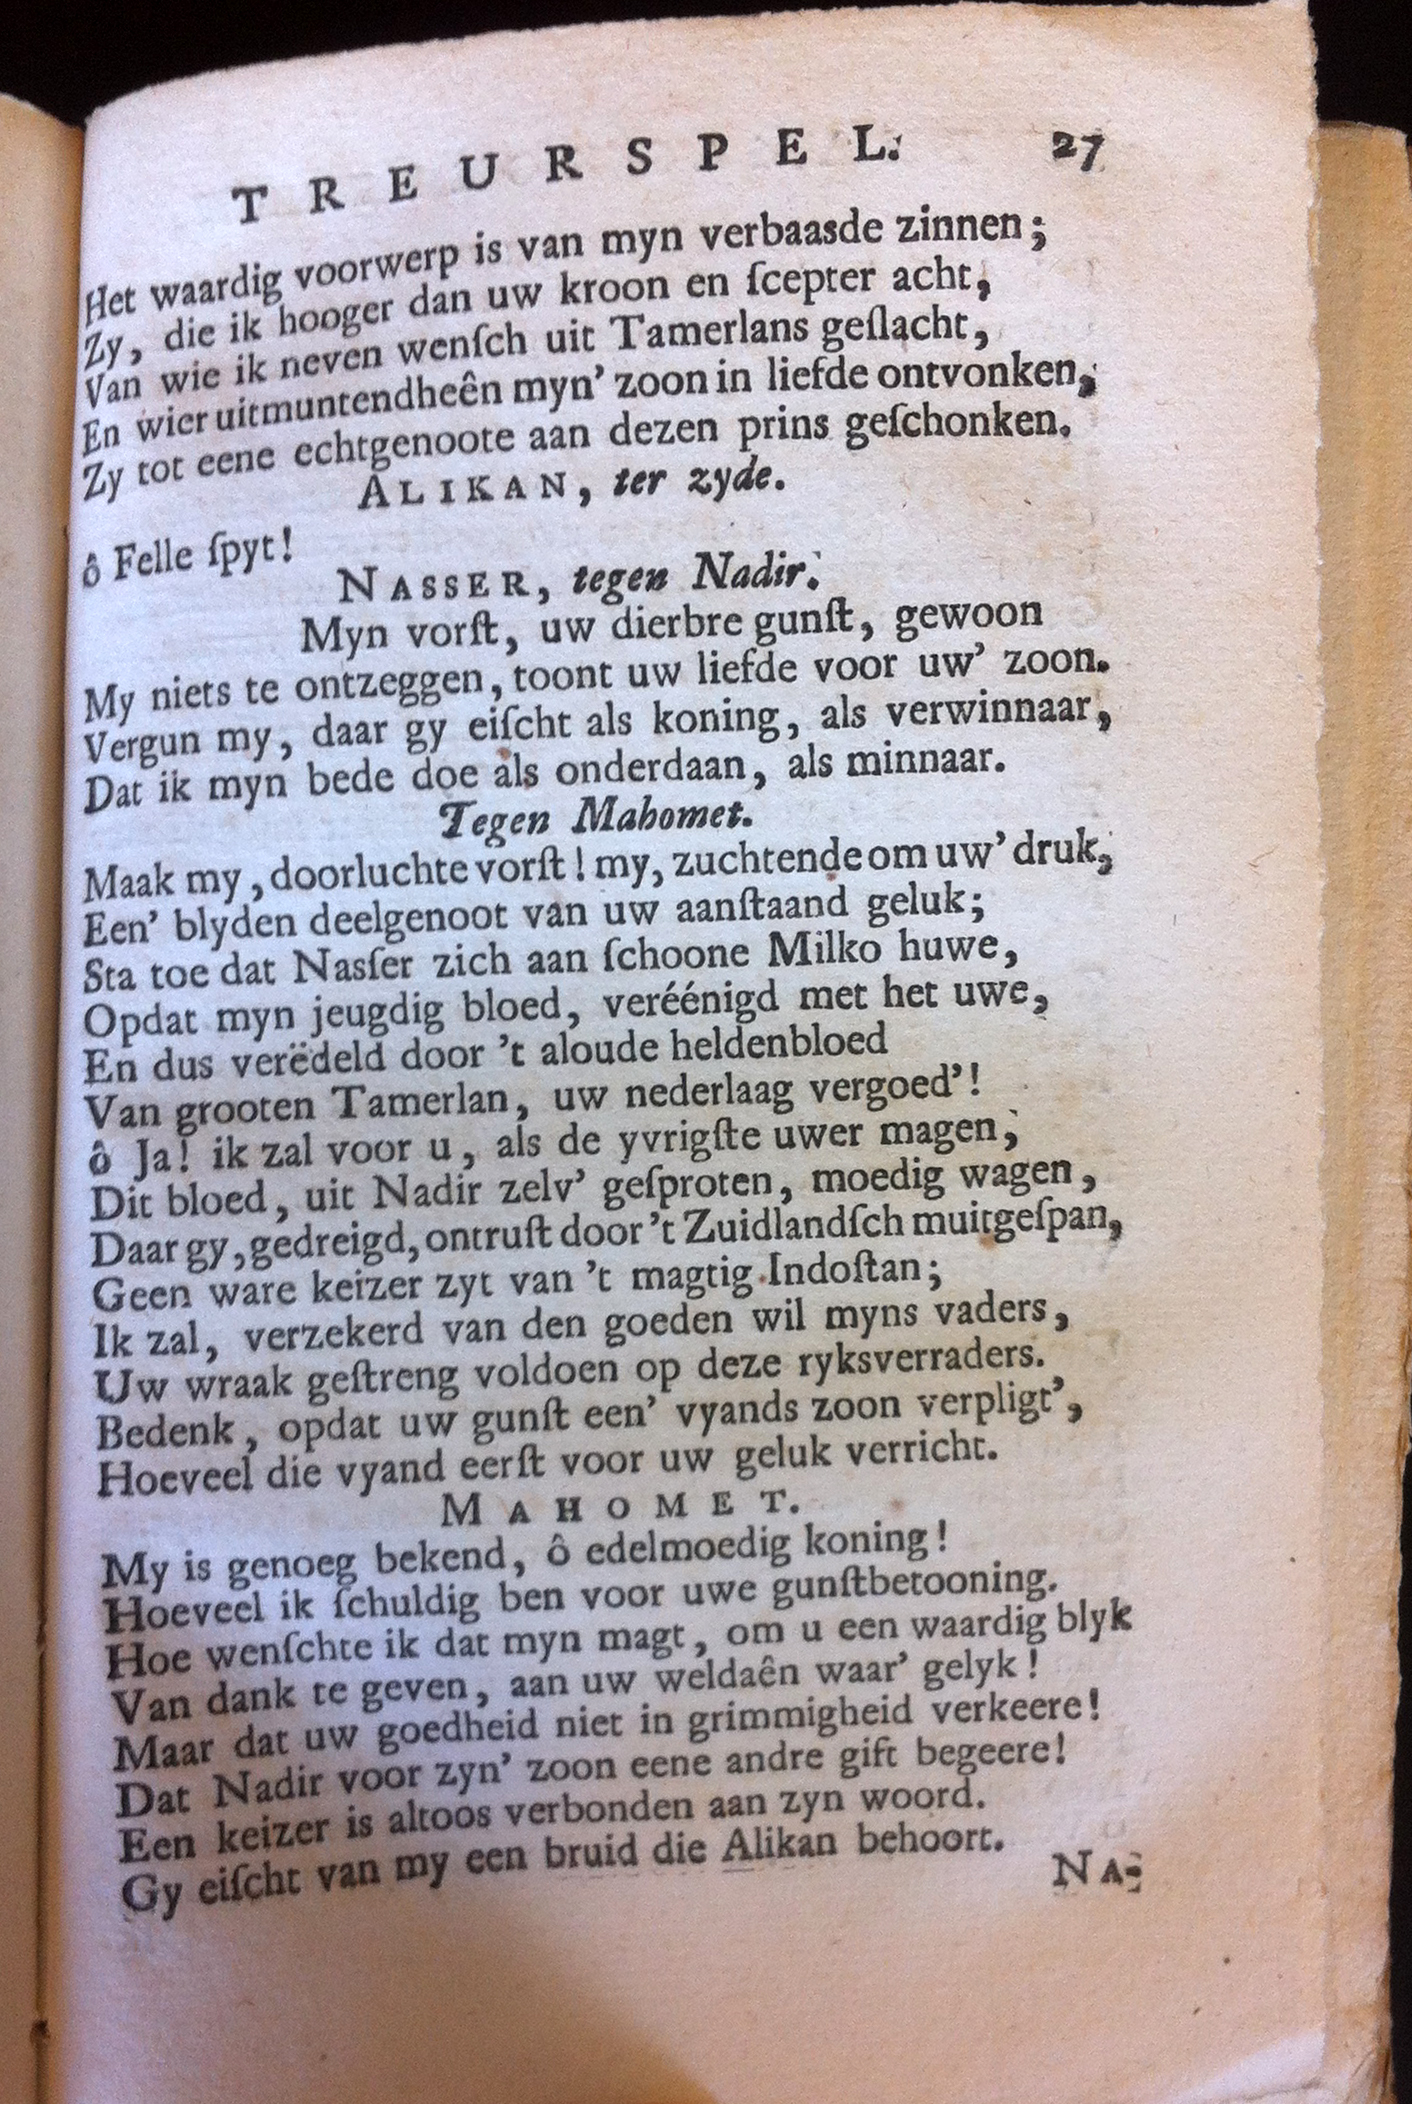 TREURSPEL. 27
Het waardig voorwerp is van myn verbaasde zinnen;
Zy, die ik hooger dan uw kroon en ſcepter acht,
Van wie ik neven wenſch uit Tamerlans geſlacht,
En wier uitmuntendheên myn' zoon in liefde ontvonken,
Zy tot eene echtgenoote aan dezen prins geſchonken.
ALIKAN, ter zyde.
ô Felle ſpyt!
NASSER, tegen Nadir.
Myn vorſt, uw dierbre gunſt, gewoon
My niets te ontzeggen, toont uw liefde voor uw' zoon.
Vergun my, daar gy eiſcht als koning, als verwinnaar,
Dat ik myn bede doe als onderdaan, als minnaar.
Tegen Mahomet.
Maak my, doorluchte vorſt! my, zuchtende om uw' druk,
Een' blyden deelgenoot van uw aanſtaand geluk;
Sta toe dat Nasſer zich aan ſchoone Milko huwe,
Opdat myn jeugdig bloed, veréénigd met het uwe,
En dus verëdeld door 't aloude heldenbloed
Van grooten Tamerlan, uw nederlaag vergoed'!
ô Ja! ik zal voor u, als de yvrigſte uwer magen,
Dit bloed, uit Nadir zelv' geſproten, moedig wagen,
Daar gy, gedreigd, ontruſt door 't Zuidlandſch muitgeſpan,
Geen ware keizer zyt van 't magtig Indoſtan;
Ik zal, verzekerd van den goeden wil myns vaders,
Uw wraak geſtreng voldoen op deze ryksverraders.
Bedenk, opdat uw gunſt een' vyands zoon verpligt',
Hoeveel die vyand eerſt voor uw geluk verricht.
MAHOMET.
My is genoeg bekend, ô edelmoedig koning!
Hoeveel ik ſchuldig ben voor uwe gunſtbetooning.
Hoe wenſchte ik dat myn magt, om u een waardig blyk
Van dank te geven, aan uw weldaên waar' gelyk!
Maar dat uw goedheid niet in grimmigheid verkeere!
Dat Nadir voor zyn' zoon eene andre gift begeere!
Een keizer is altoos verbonden aan zyn woord.
Gy eiſcht van my een bruid die Alikan behoort.
NA-